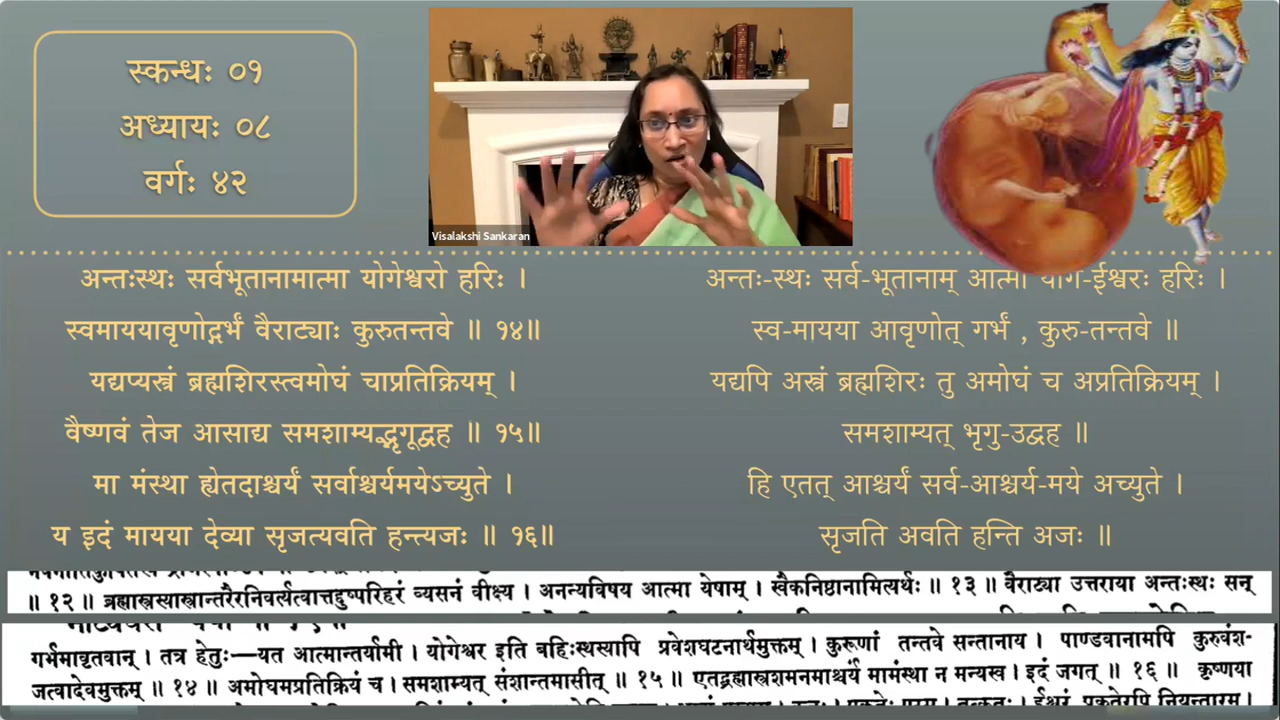 स्कन्धः ०१
अध्यायः ०८
वर्गः ४२
Visalakshi Sankaran
अन्तःस्थः सर्वभूतानामात्मा योगेश्वरो हरिः ।
स्वमाययावृणोद्गर्भं वैराट्याः कुरुतन्तवे ॥ १४॥
यद्यप्यस्त्रं ब्रह्मशिरस्त्वमोघं चाप्रतिक्रियम् ।
वैष्णवं तेज आसाद्य समशाम्यद्भृगूद्वह ॥ १५॥
मा मंस्था ह्येतदाश्चर्यं सर्वाश्चर्यमयेऽच्युते ।
य इदं मायया देव्या सृजत्यवति हन्त्यजः ॥ १६॥
अन्तः-स्थः सर्व-भूतानाम् आत्मा योग-ईश्वरः हरिः ।
स्व-मायया आवृणोत् गर्भं , कुरु-तन्तवे ॥
यद्यपि अस्त्रं ब्रह्मशिरः तु अमोघं च अप्रतिक्रियम् ।
समशाम्यत् भृगु-उद्वह ॥
हि एतत् आश्चर्यं सर्व-आश्चर्य-मये अच्युते ।
सृजति अवति हन्ति अजः ॥
॥ १२ ॥ ब्रह्मास्त्रस्यास्त्रान्तरैरनिवर्त्यत्वात्तद्दुष्परिहरं व्यसनं वीक्ष्य । अनन्यविषय आत्मा येषाम् । स्वैकनिष्ठानामित्यर्थः ॥ १३ ॥ वैराट्या उत्तराया अन्तःस्थः सन्
गर्भमावृतवान् । तत्र हेतुः—यत आत्मान्तर्यामी । योगेश्वर इति बहिःस्थस्यापि प्रवेशघटनार्थमुक्तम् । कुरूणां तन्तवे सन्तानाय । पाण्डवानामपि कुरुवंश-
जत्वादेवमुक्तम् ॥ १४ ॥ अमोघमप्रतिक्रियं च । समशाम्यत् संशान्तमासीत् ॥ १५ ॥ एतद्ब्रह्मास्त्रशमनमाश्चर्यं मामंस्था न मन्यस्व । इदं जगत् ॥ १६ ॥ कृष्णया